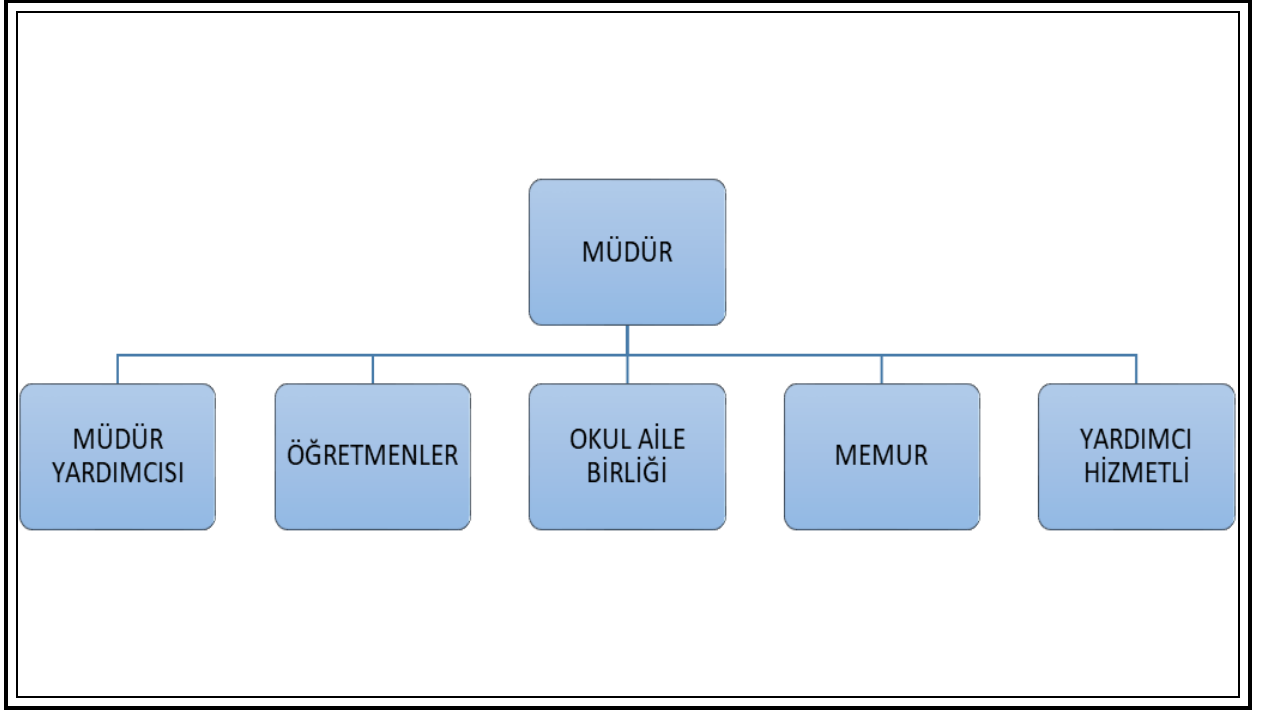 MÜDÜR
MÜDÜR
YARDIMCISI
ÖĞRETMENLER
OKUL AİLE
BİRLİĞİ
MEMUR
YARDIMCI
HİZMETLİ